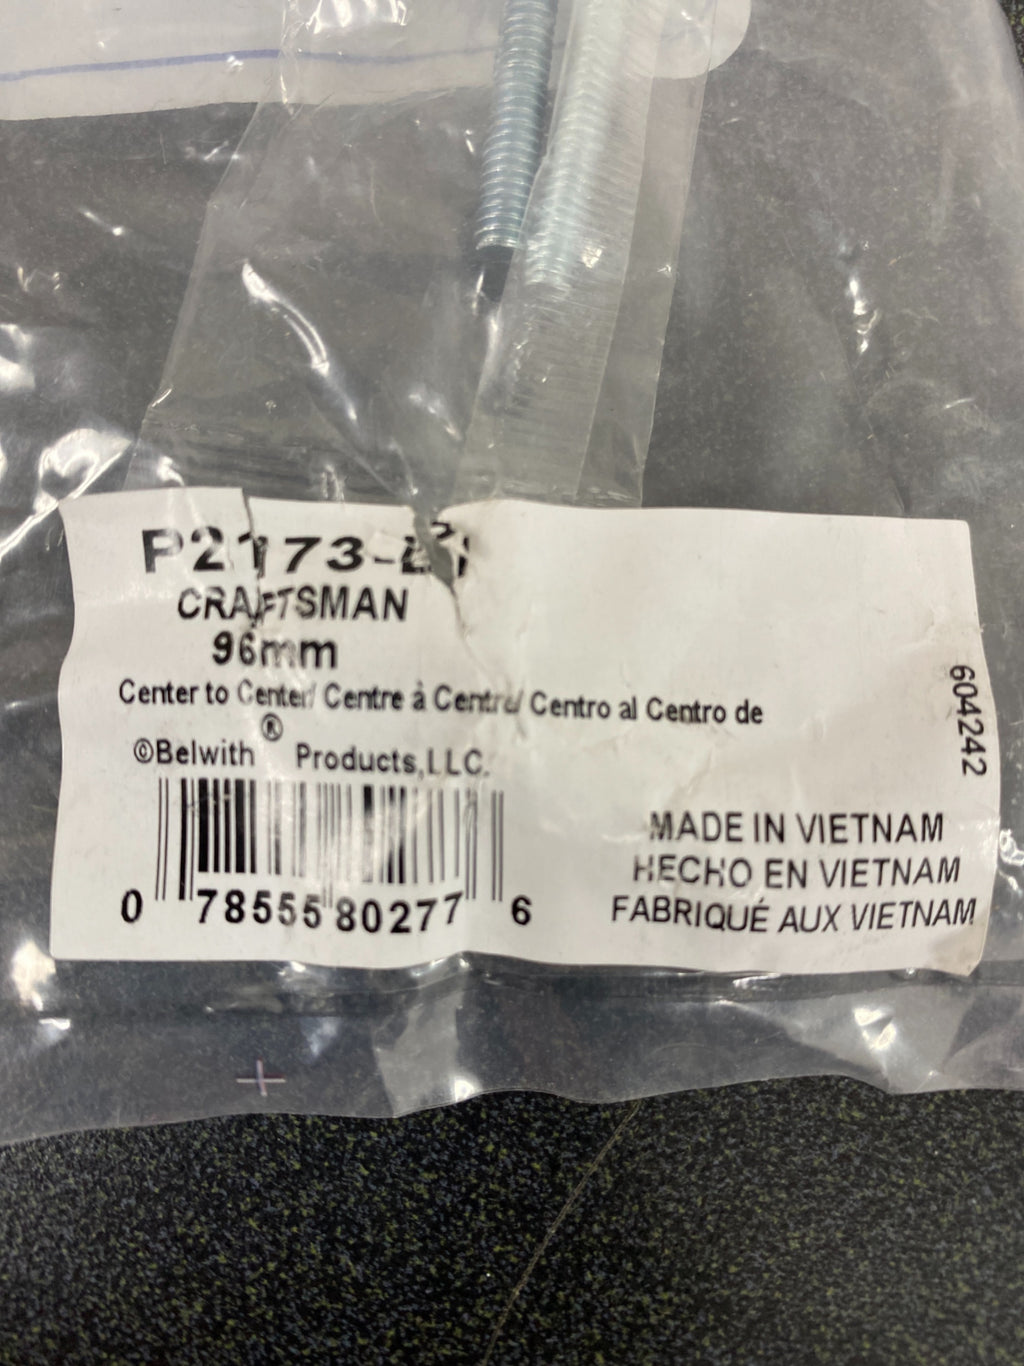 P2173-
CRAFTSMAN
96mm
Center to Center/ Centre à Centre/ Centro al Centro de
©Belwith® Products,LLC.
0 78555 80277 6
MADE IN VIETNAM
HECHO EN VIETNAM
FABRIQUÉ AUX VIETNAM
604242